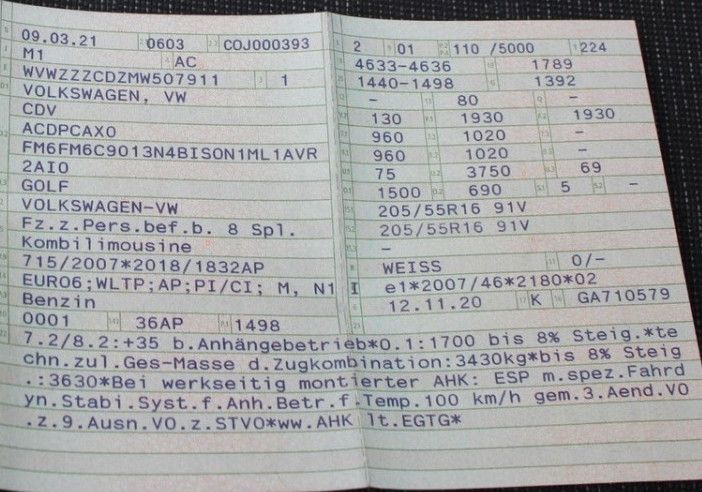 09.03.21 0603 COJ000393
M1 AC
WVWZZZCDZMW507911 1
VOLKSWAGEN, VW
CDV
ACDPCAX0
FM6FM6C9013N4BISON1ML1AVR
2AI0
GOLF
VOLKSWAGEN-VW
Fz.z.Pers.bef.b. 8 Spl.
Kombilimousine
715/2007*2018/1832AP
EURO6;WLTP;AP;PI/CI; M, N1 I
Benzin
0001 36AP 1498
2 01 110 /5000 224
4633-4636 1789
1440-1498 1392
- 80 -
130 1930 1930
960 1020 -
960 1020 -
75 3750 69
1500 690 5 -
205/55R16 91V
205/55R16 91V
-
WEISS 0/-
e1*2007/46*2180*02
12.11.20 K GA710579
7.2/8.2:+35 b.Anhängebetrieb*O.1:1700 bis 8% Steig.*te
chn.zul.Ges-Masse d.Zugkombination:3430kg*bis 8% Steig
.:3630*Bei werkseitig montierter AHK: ESP m.spez.Fahrd
yn.Stabi.Syst.f.Anh.Betr.f.Temp.100 km/h gem.3.Aend.VO
.z.9.Ausn.VO.z.STVO*ww.AHK lt.EGTG*